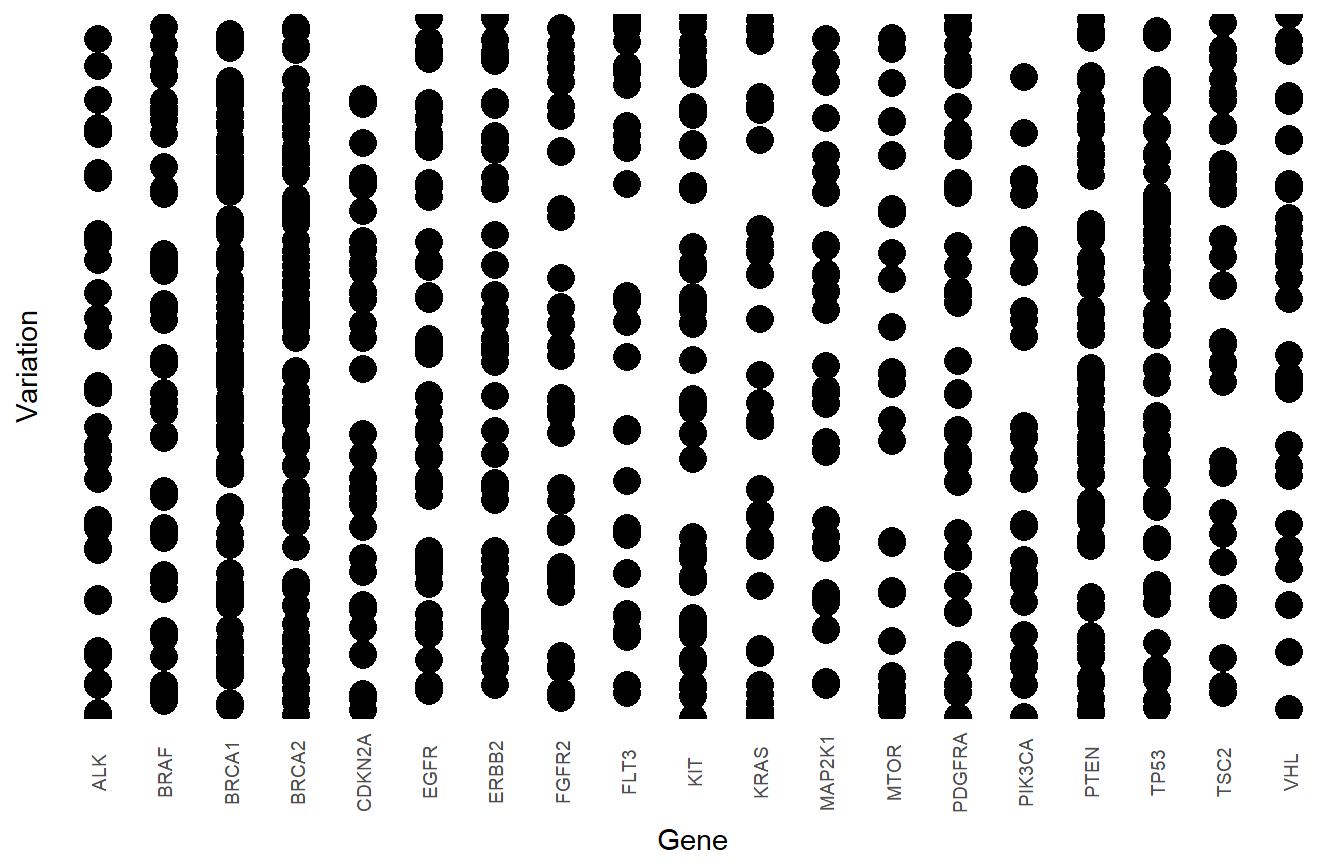 Variation
ALK
BRAF
BRCA1
BRCA2
CDKN2A
EGFR
ERBB2
FGFR2
FLT3
KIT
KRAS
MAP2K1
MTOR
PDGFRA
PIK3CA
PTEN
TP53
TSC2
VHL
Gene